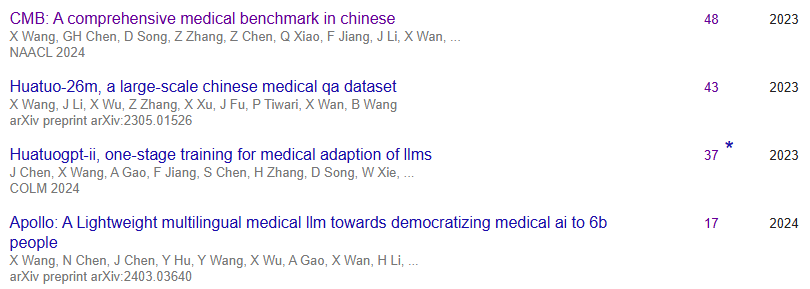 CMB: A comprehensive medical benchmark in chinese 48 2023
X Wang, GH Chen, D Song, Z Zhang, Z Chen, Q Xiao, F Jiang, J Li, X Wan, ...
NAACL 2024
Huatuo-26m, a large-scale chinese medical qa dataset 43 2023
X Wang, J Li, X Wu, Z Zhang, X Xu, J Fu, P Tiwari, X Wan, B Wang
arXiv preprint arXiv:2305.01526
Huatuogpt-ii, one-stage training for medical adaption of llms 37 * 2023
J Chen, X Wang, A Gao, F Jiang, S Chen, H Zhang, D Song, W Xie, ...
COLM 2024
Apollo: A Lightweight multilingual medical llm towards democratizing medical ai to 6b 17 2024
people
X Wang, N Chen, J Chen, Y Hu, Y Wang, X Wu, A Gao, X Wan, H Li, ...
arXiv preprint arXiv:2403.03640